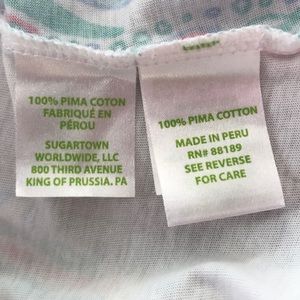 100% PIMA COTON
FABRIQUÉ EN
PÉROU
SUGARTOWN
WORLDWIDE, LLC
800 THIRD AVENUE
KING OF PRUSSIA. PA
100% PIMA COTTON
MADE IN PERU
RN# 88189
SEE REVERSE
FOR CARE